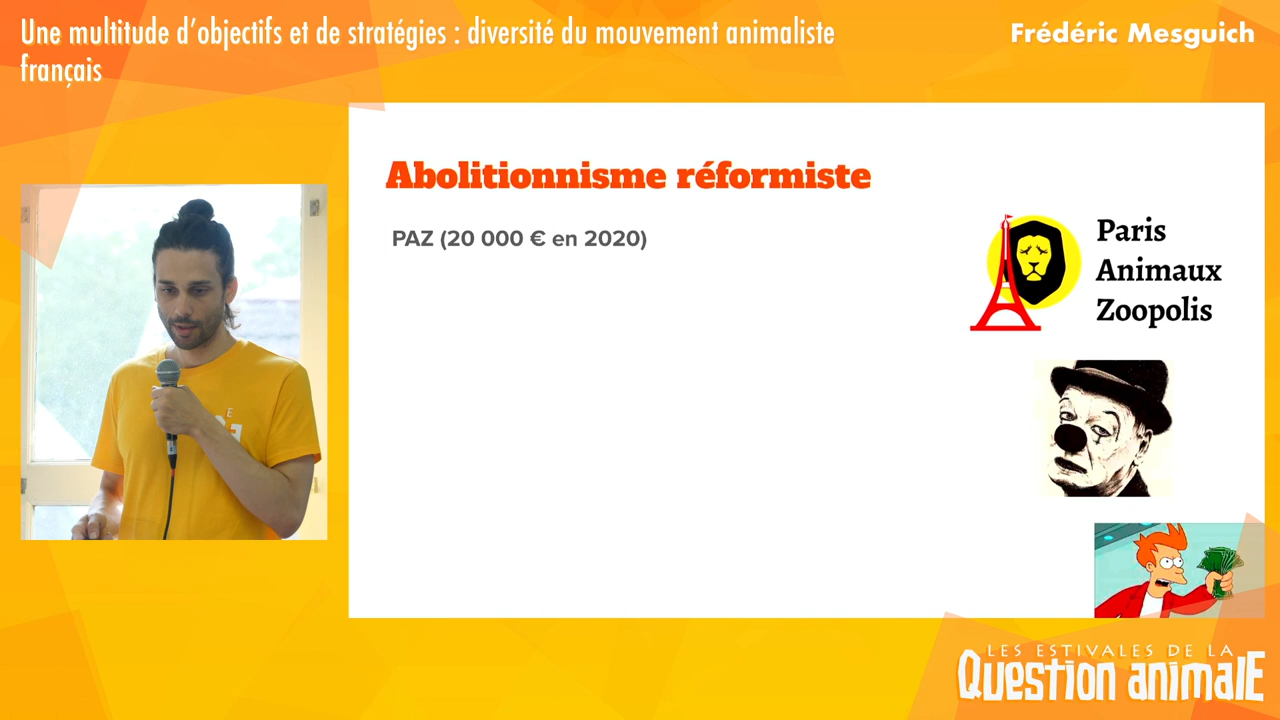 Une multitude d’objectifs et de stratégies : diversité du mouvement animaliste
français
Frédéric Mesguich
Abolitionnisme réformiste
PAZ (20 000 € en 2020)
Paris
Animaux
Zoopolis
E
LES ESTIVALES DE LA
QUESTION ANIMALE